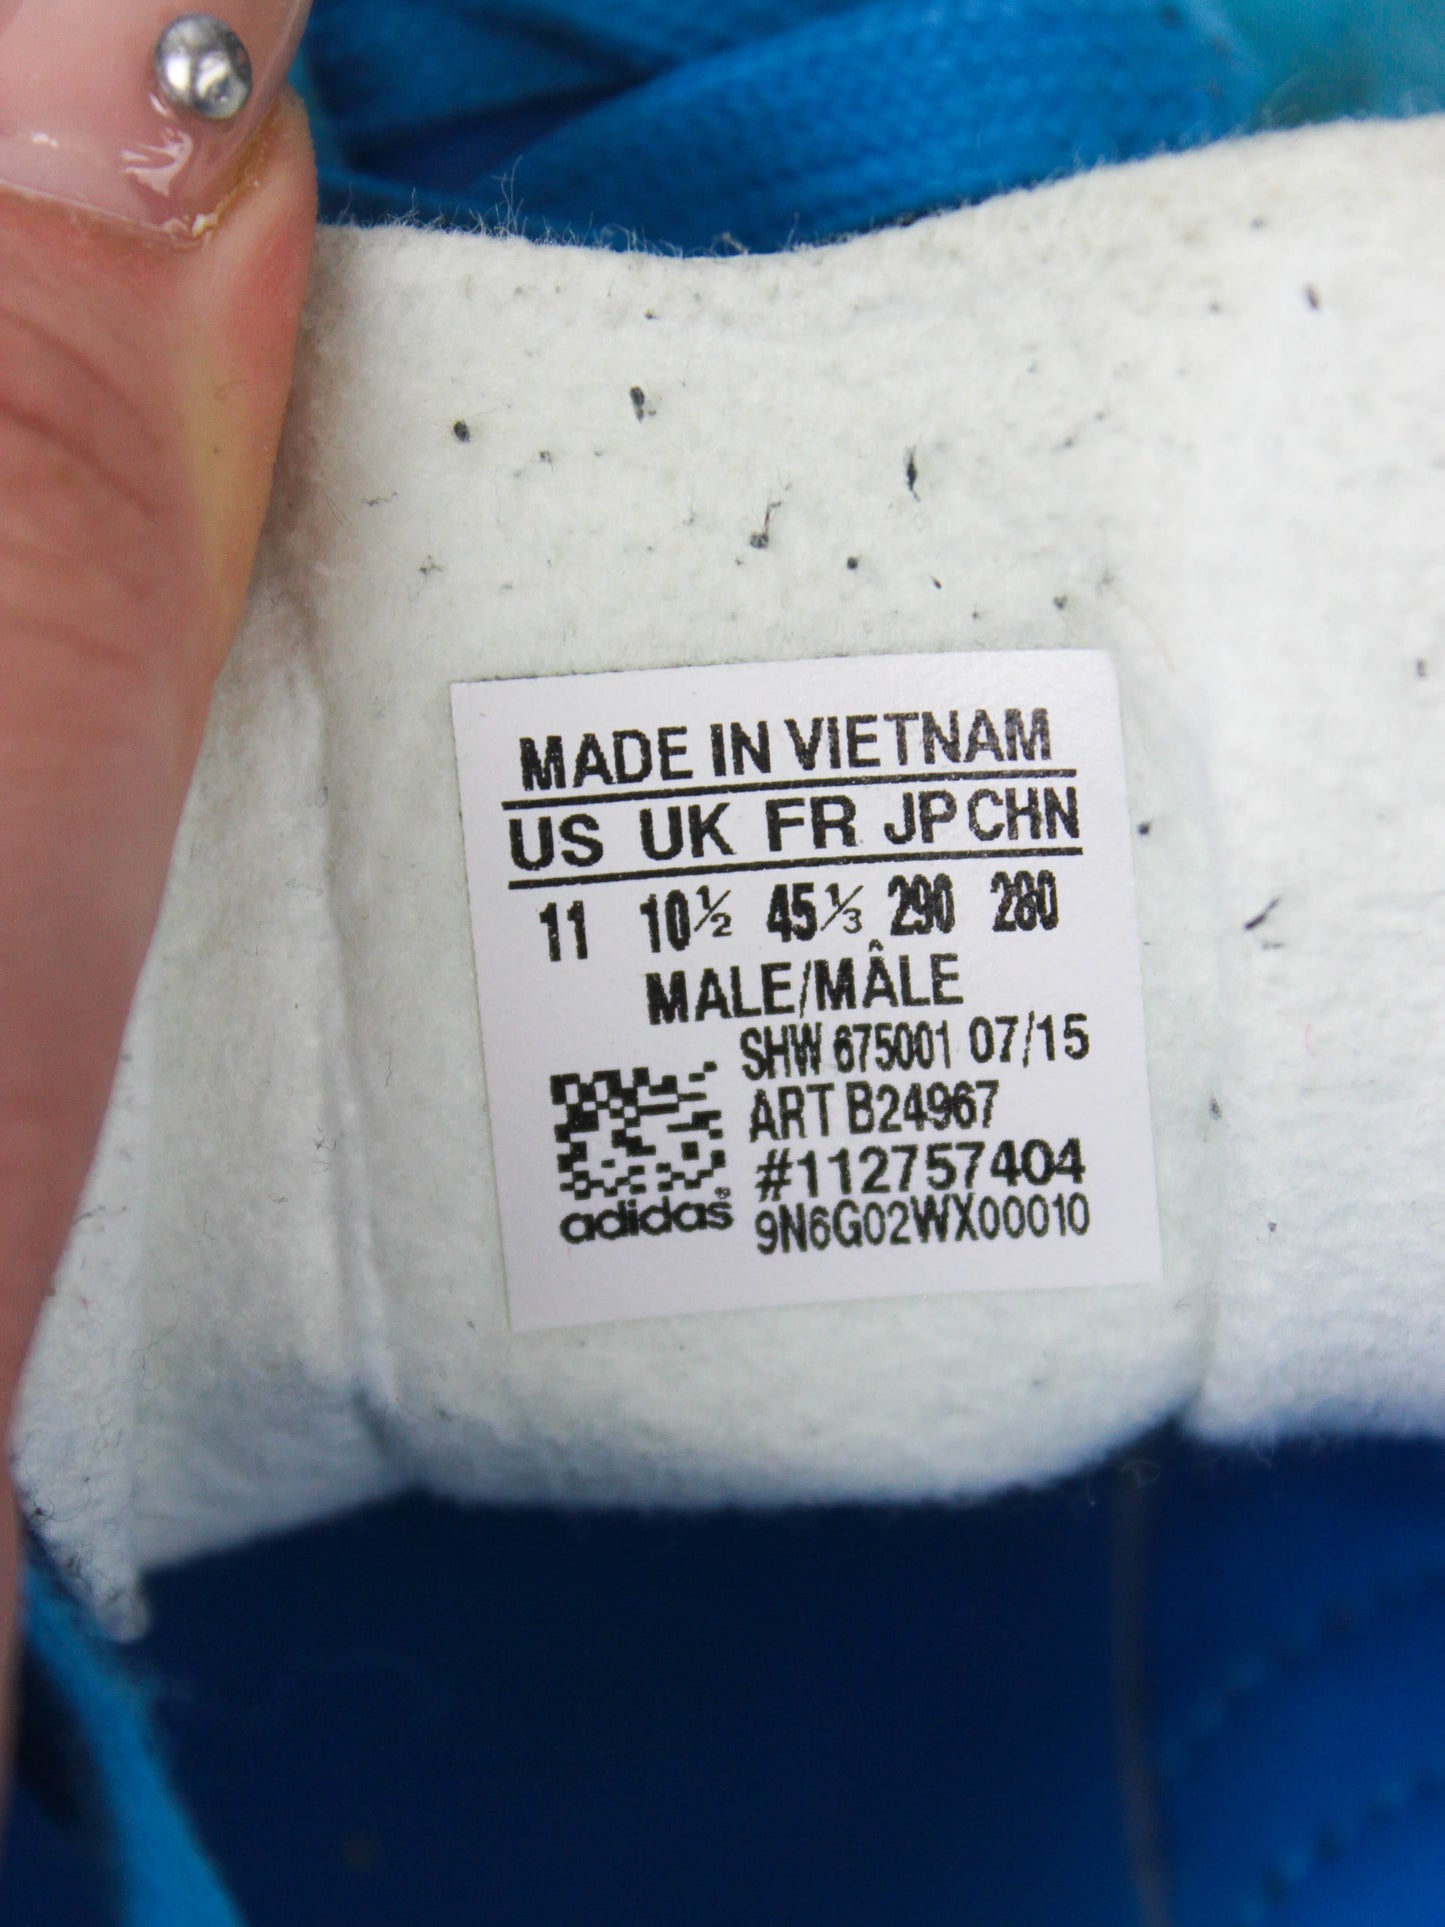 MADE IN VIETNAM
US UK FR JP CHN
11 10½ 45⅓ 290 280
MALE/MÂLE
SHW 675001 07/15
ART B24967
#112757404
adidas® 9N6G02WX00010